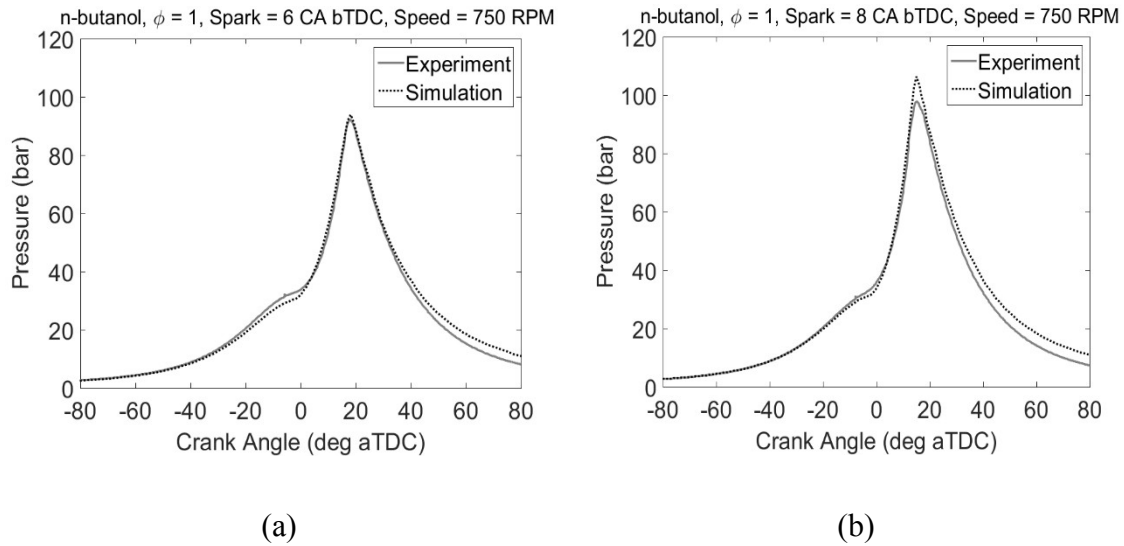 n-butanol, ϕ = 1, Spark = 6 CA bTDC, Speed = 750 RPM
120
100
80
60
40
20
0
Pressure (bar)
Experiment
Simulation
-80 -60 -40 -20 0 20 40 60 80
Crank Angle (deg aTDC)
(a)
n-butanol, ϕ = 1, Spark = 8 CA bTDC, Speed = 750 RPM
120
100
80
60
40
20
0
Pressure (bar)
Experiment
Simulation
-80 -60 -40 -20 0 20 40 60 80
Crank Angle (deg aTDC)
(b)